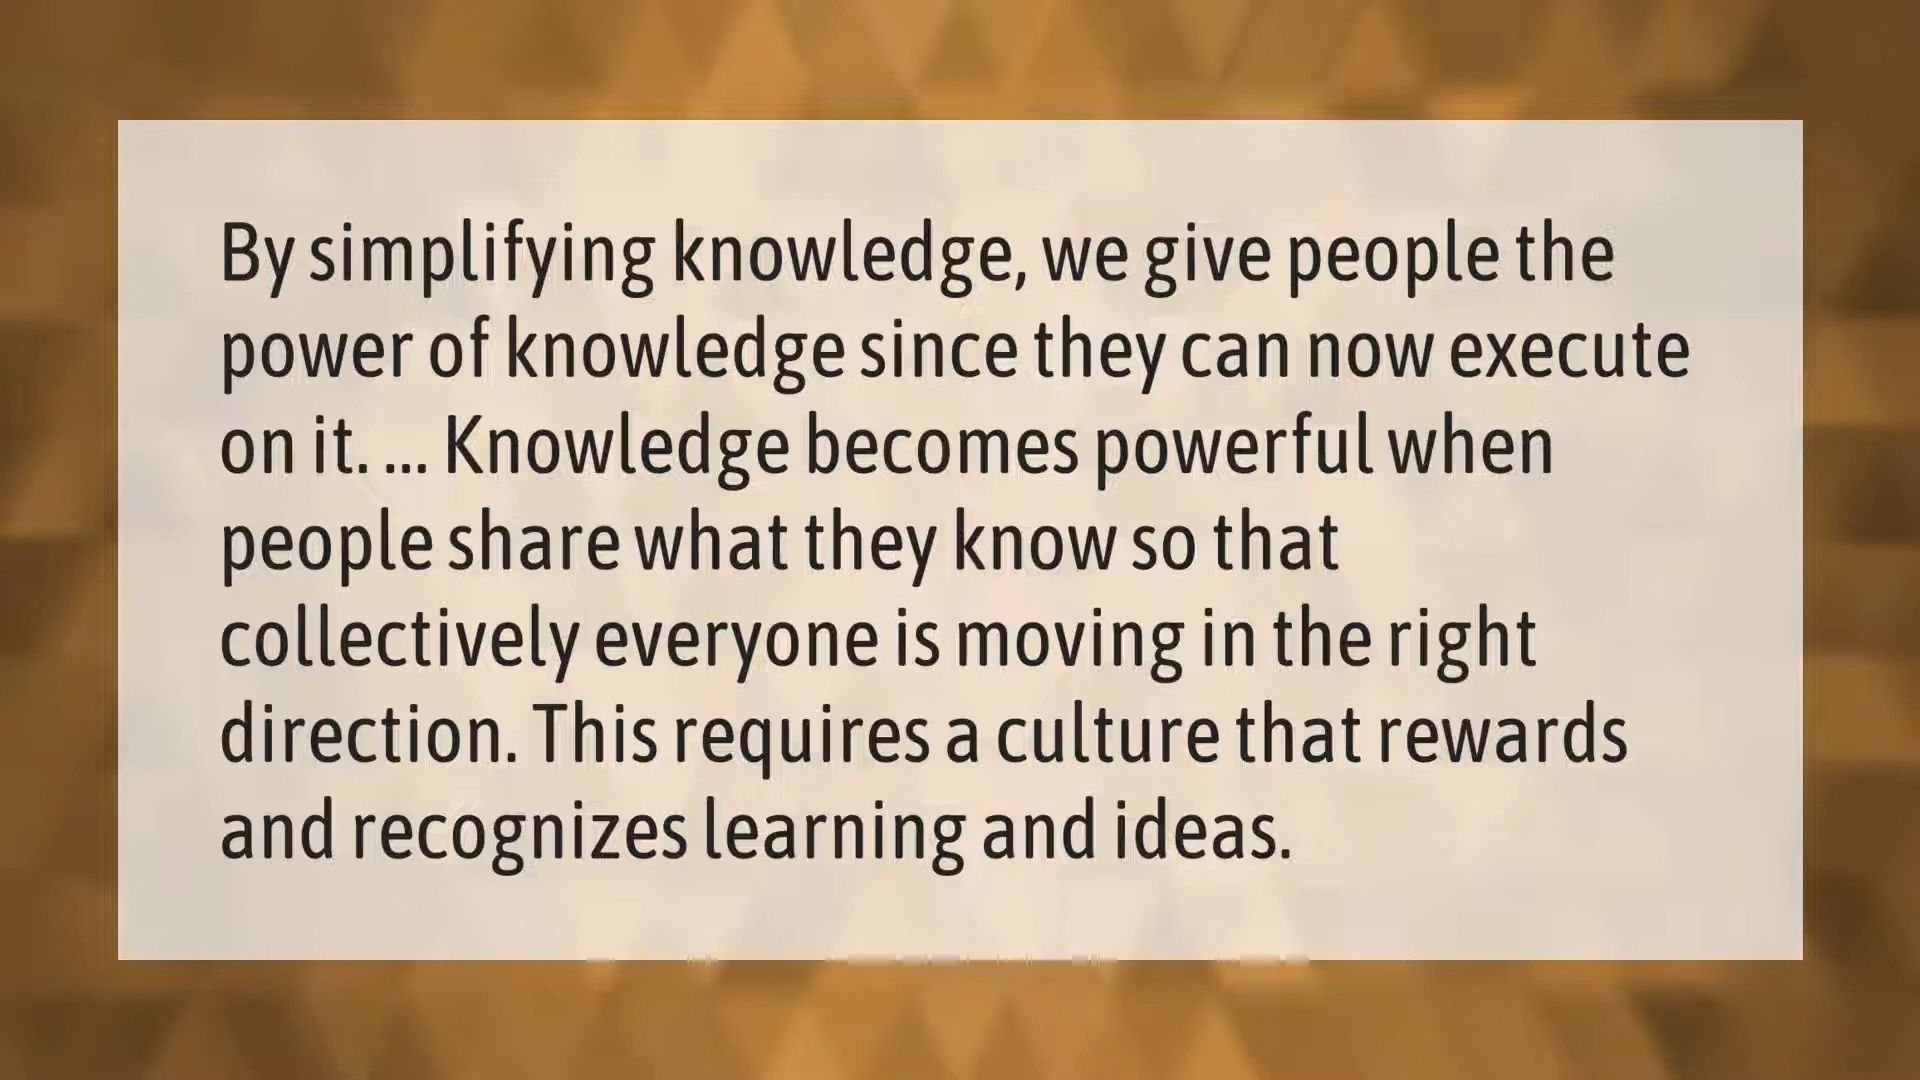 By simplifying knowledge, we give people the
power of knowledge since they can now execute
on it. ... Knowledge becomes powerful when
people share what they know so that
collectively everyone is moving in the right
direction. This requires a culture that rewards
and recognizes learning and ideas.